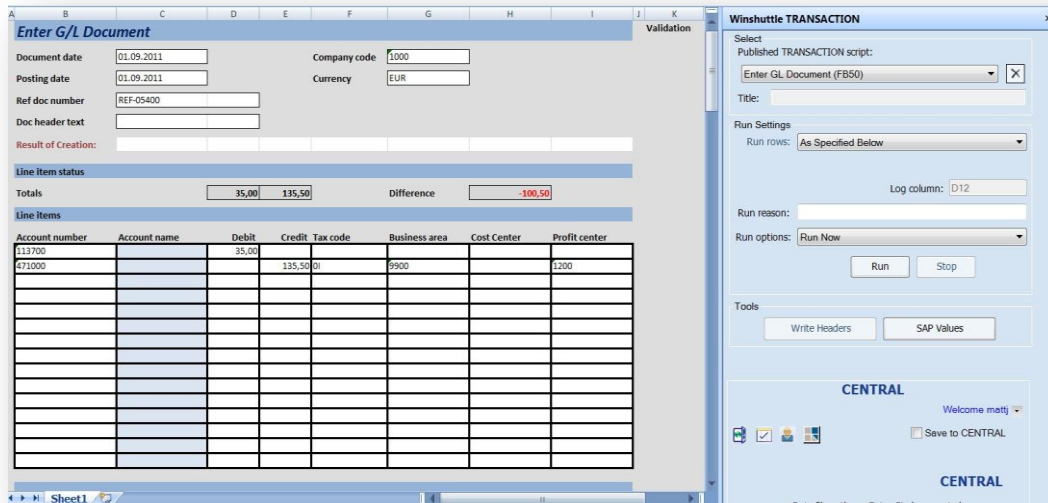 A B C D E F G H I J K
Enter G/L Document Validation
Document date 01.09.2011 Company code 1000
Posting date 01.09.2011 Currency EUR
Ref doc number REF-05400
Doc header text
Result of Creation:
Line item status
Totals 35,00 135,50 Difference -100,50
Line items
Account number Account name Debit Credit Tax code Business area Cost Center Profit center
113700 35,00
471000 135,50 0I 9900 1200
Sheet1
Winshuttle TRANSACTION
Select
Published TRANSACTION script:
Enter GL Document (FB50)
Title:
Run Settings
Run rows: As Specified Below
Log column: D12
Run reason:
Run options: Run Now
Run Stop
Tools
Write Headers SAP Values
CENTRAL
Welcome mattj
Save to CENTRAL
CENTRAL